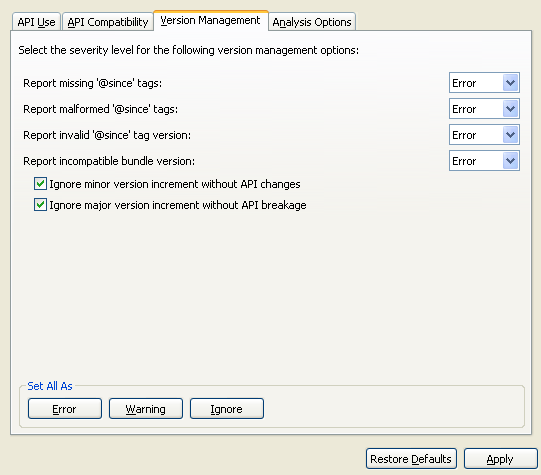 API Use API Compatibility Version Management Analysis Options
Select the severity level for the following version management options:
Report missing '@since' tags: Error
Report malformed '@since' tags: Error
Report invalid '@since' tag version: Error
Report incompatible bundle version: Error
Ignore minor version increment without API changes
Ignore major version increment without API breakage
Set All As
Error Warning Ignore
Restore Defaults Apply